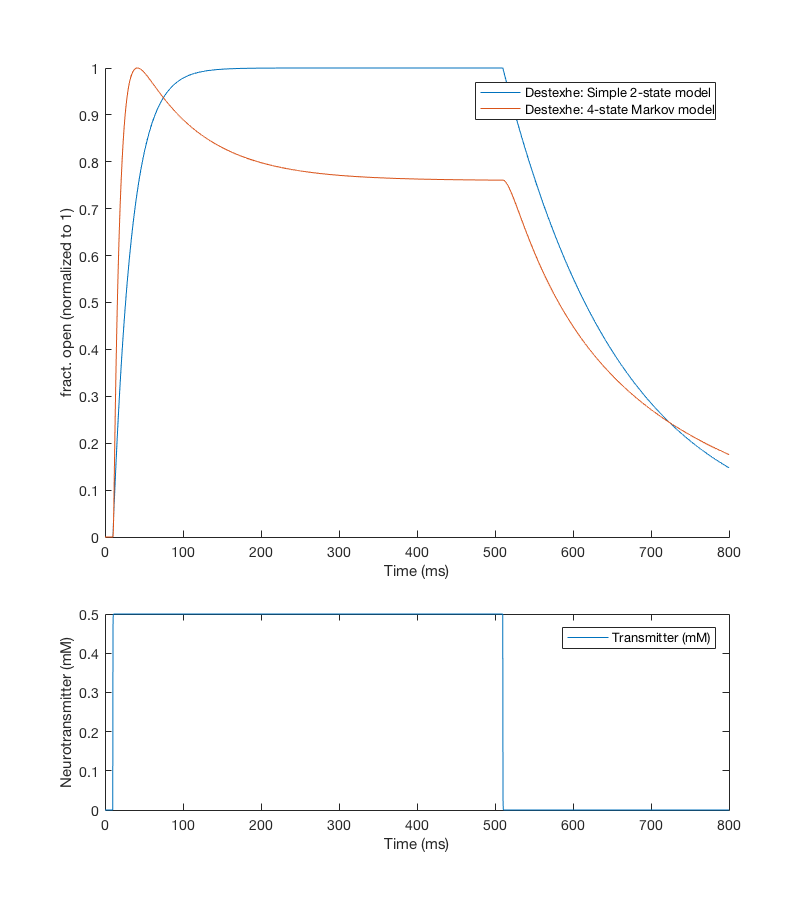 1
0.9
0.8
0.7
0.6
0.5
0.4
0.3
0.2
0.1
0
fract. open (normalized to 1)
Destexhe: Simple 2-state model
Destexhe: 4-state Markov model
0 100 200 300 400 500 600 700 800
Time (ms)
0.5
0.4
0.3
0.2
0.1
0
Neurotransmitter (mM)
Transmitter (mM)
0 100 200 300 400 500 600 700 800
Time (ms)